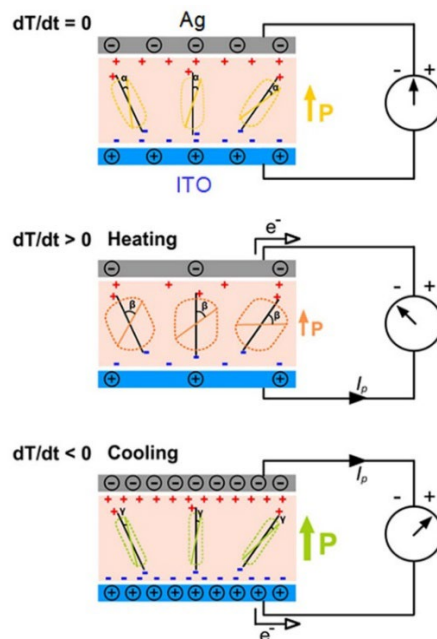 dT/dt = 0
Ag
α α α
P
- +
ITO
dT/dt > 0 Heating
e-
β β β
P
- +
Ip
dT/dt < 0 Cooling
Ip
γ γ γ
P
- +
e-